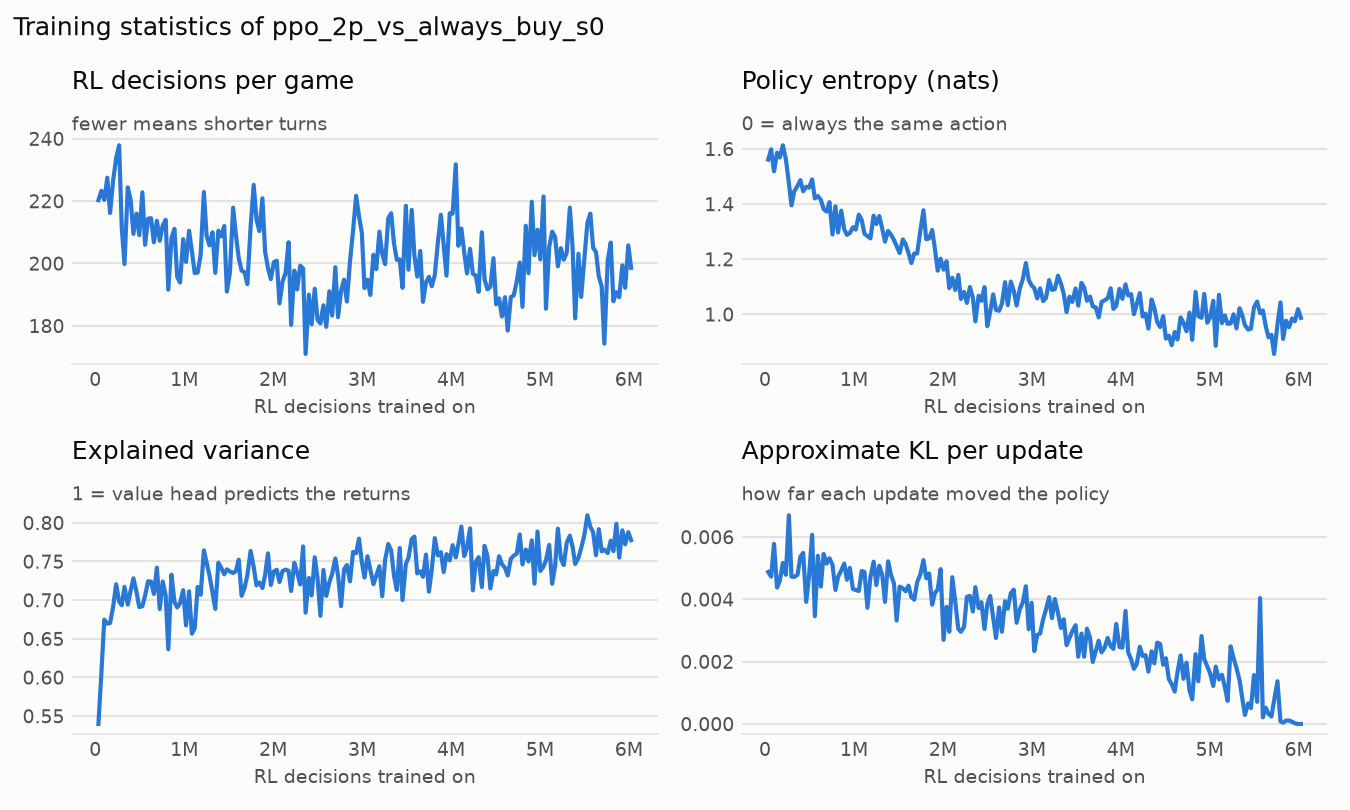 Training statistics of ppo_2p_vs_always_buy_s0
RL decisions per game
fewer means shorter turns
240
220
200
180
0 1M 2M 3M 4M 5M 6M
RL decisions trained on
Policy entropy (nats)
0 = always the same action
1.6
1.4
1.2
1.0
0 1M 2M 3M 4M 5M 6M
RL decisions trained on
Explained variance
1 = value head predicts the returns
0.80
0.75
0.70
0.65
0.60
0.55
0 1M 2M 3M 4M 5M 6M
RL decisions trained on
Approximate KL per update
how far each update moved the policy
0.006
0.004
0.002
0.000
0 1M 2M 3M 4M 5M 6M
RL decisions trained on